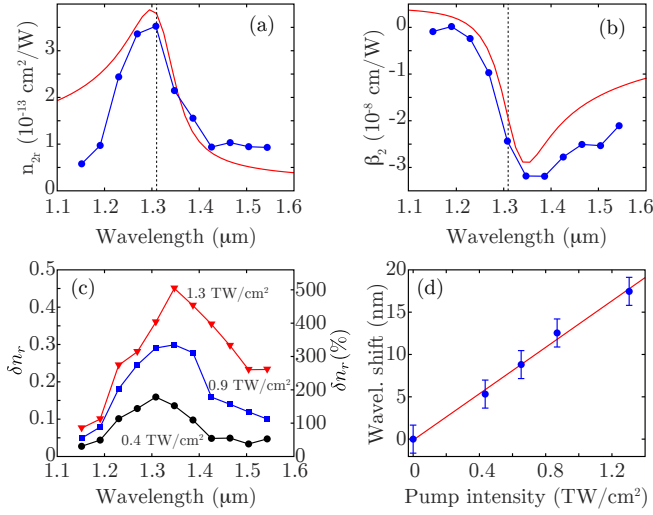 (a)
n₂ᵣ (10⁻¹³ cm²/W)
3
2
1
0
1.1 1.2 1.3 1.4 1.5 1.6
Wavelength (μm)
(b)
β₂ (10⁻⁸ cm/W)
0
-1
-2
-3
1.1 1.2 1.3 1.4 1.5 1.6
Wavelength (μm)
(c)
δnᵣ
0.5
0.4
0.3
0.2
0.1
0
1.3 TW/cm²
0.9 TW/cm²
0.4 TW/cm²
500
400
300
200
100
0
δnᵣ(%)
1.1 1.2 1.3 1.4 1.5 1.6
Wavelength (μm)
(d)
Wavel. shift (nm)
20
15
10
5
0
0 0.4 0.8 1.2
Pump intensity (TW/cm²)